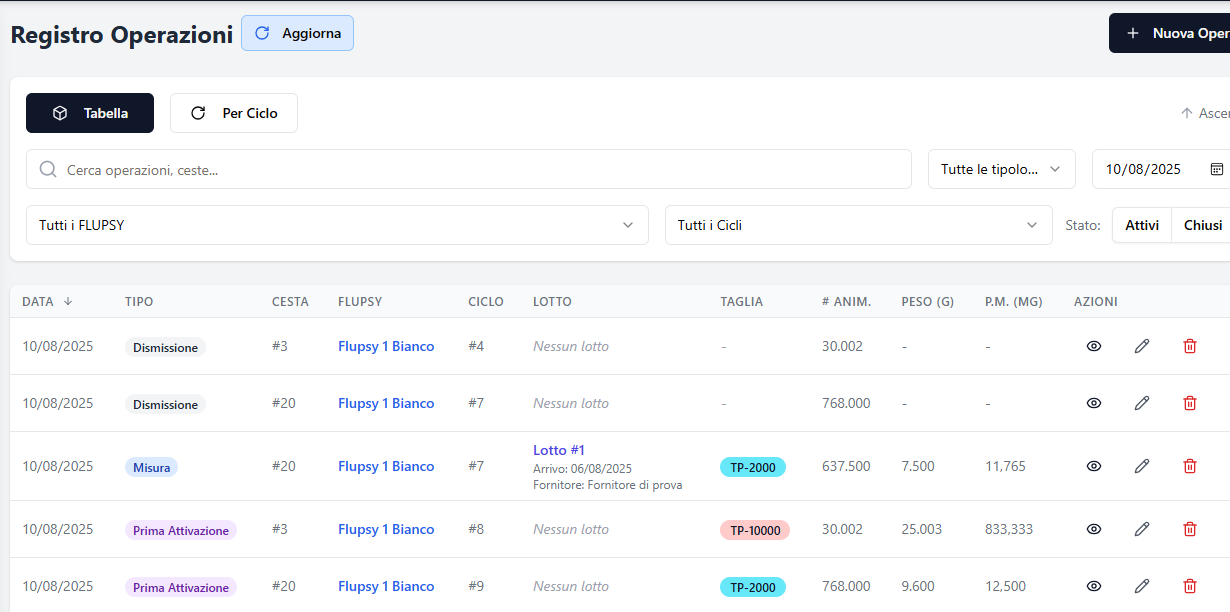 Registro Operazioni Aggiorna Nuova Oper
Tabella Per Ciclo Ascen
Cerca operazioni, ceste... Tutte le tipolo... 10/08/2025
Tutti i FLUPSY Tutti i Cicli Stato: Attivi Chiusi
DATA TIPO CESTA FLUPSY CICLO LOTTO TAGLIA # ANIM. PESO (G) P.M. (MG) AZIONI
10/08/2025 Dismissione #3 Flupsy 1 Bianco #4 Nessun lotto - 30.002 - -
10/08/2025 Dismissione #20 Flupsy 1 Bianco #7 Nessun lotto - 768.000 - -
10/08/2025 Misura #20 Flupsy 1 Bianco #7 Lotto #1 TP-2000 637.500 7.500 11,765
Arrivo: 06/08/2025
Fornitore: Fornitore di prova
10/08/2025 Prima Attivazione #3 Flupsy 1 Bianco #8 Nessun lotto TP-10000 30.002 25.003 833,333
10/08/2025 Prima Attivazione #20 Flupsy 1 Bianco #9 Nessun lotto TP-2000 768.000 9.600 12,500